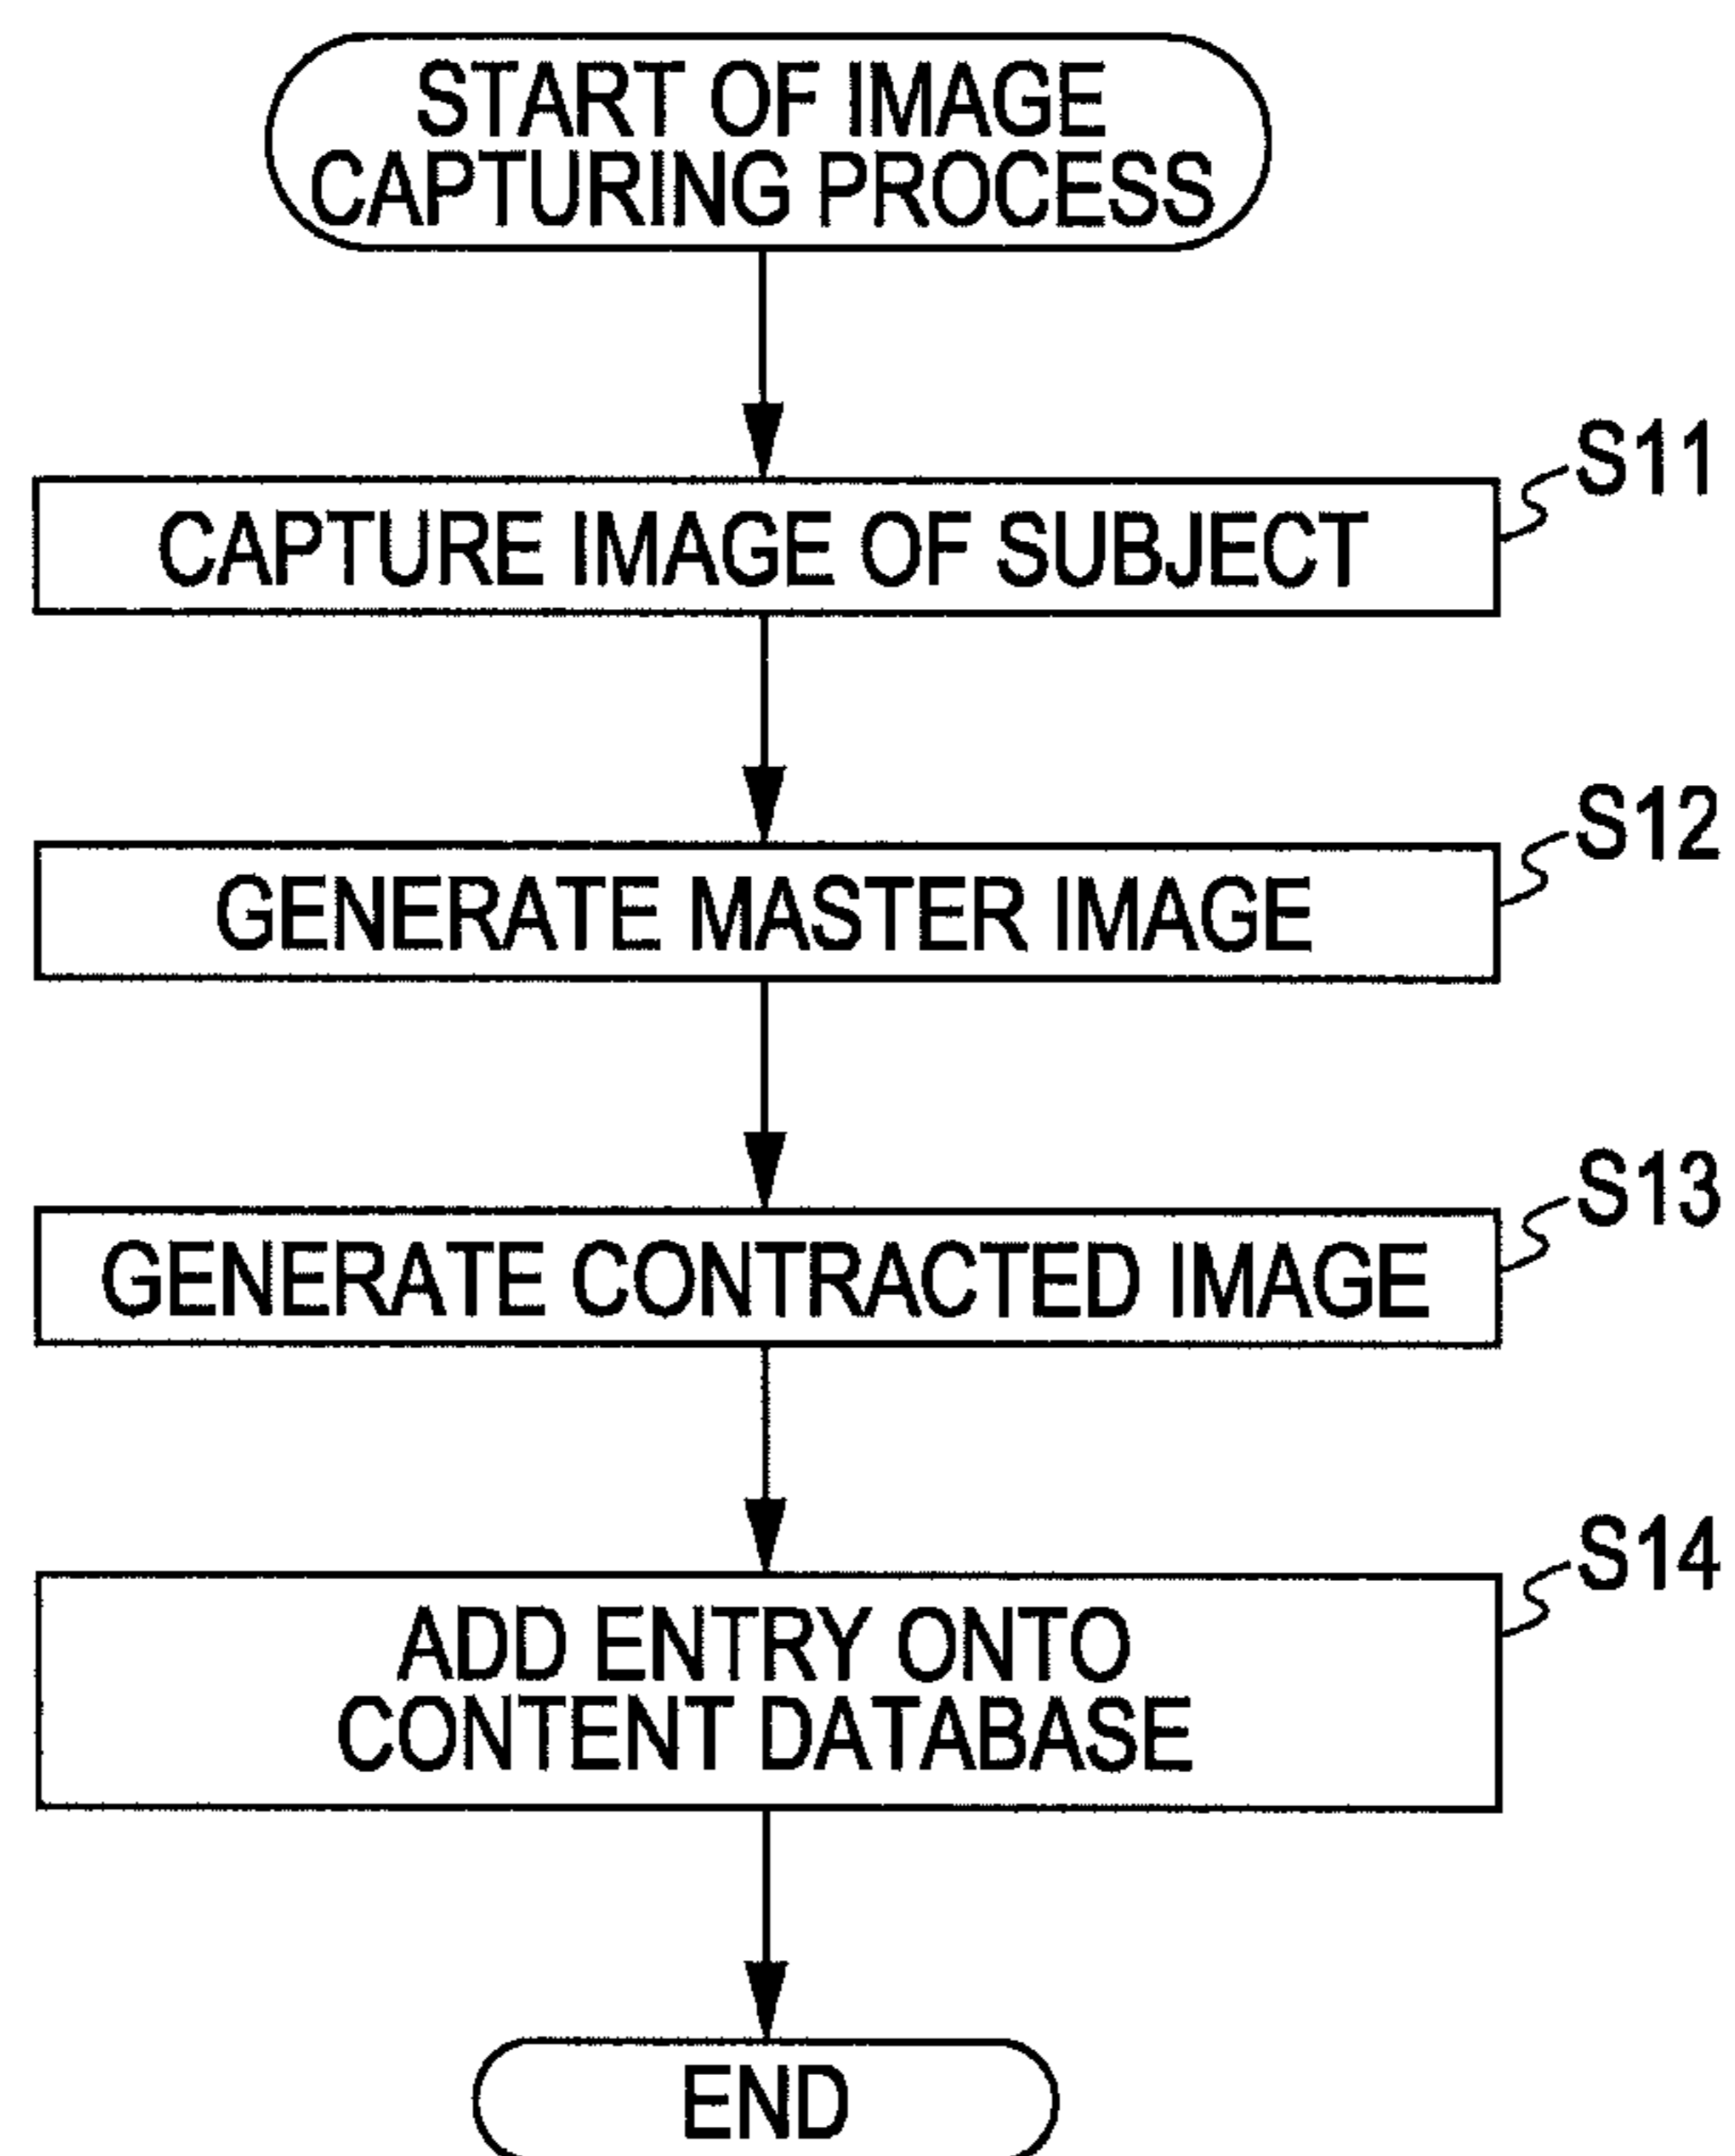 START OF IMAGE
CAPTURING PROCESS
S11
CAPTURE IMAGE OF SUBJECT
S12
GENERATE MASTER IMAGE
S13
GENERATE CONTRACTED IMAGE
S14
ADD ENTRY ONTO
CONTENT DATABASE
END